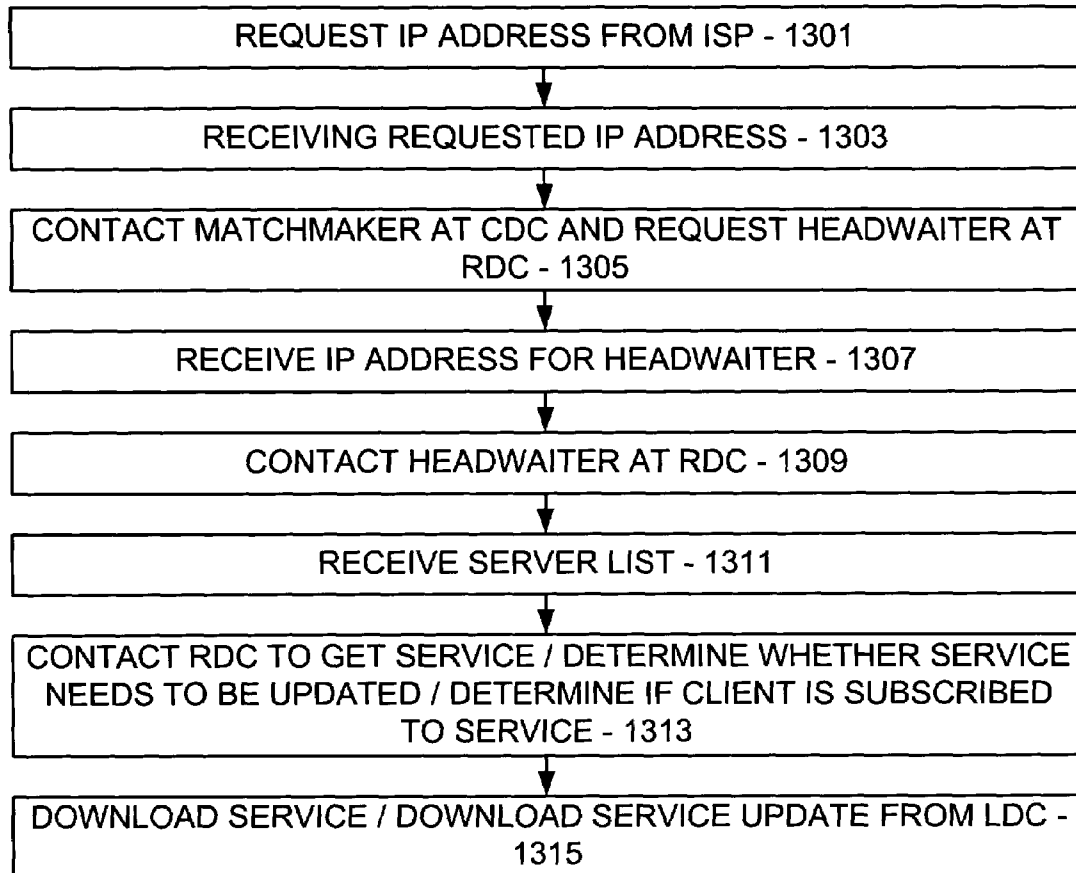 REQUEST IP ADDRESS FROM ISP - 1301
RECEIVING REQUESTED IP ADDRESS - 1303
CONTACT MATCHMAKER AT CDC AND REQUEST HEADWAITER AT
RDC - 1305
RECEIVE IP ADDRESS FOR HEADWAITER - 1307
CONTACT HEADWAITER AT RDC - 1309
RECEIVE SERVER LIST - 1311
CONTACT RDC TO GET SERVICE / DETERMINE WHETHER SERVICE
NEEDS TO BE UPDATED / DETERMINE IF CLIENT IS SUBSCRIBED
TO SERVICE - 1313
DOWNLOAD SERVICE / DOWNLOAD SERVICE UPDATE FROM LDC -
1315